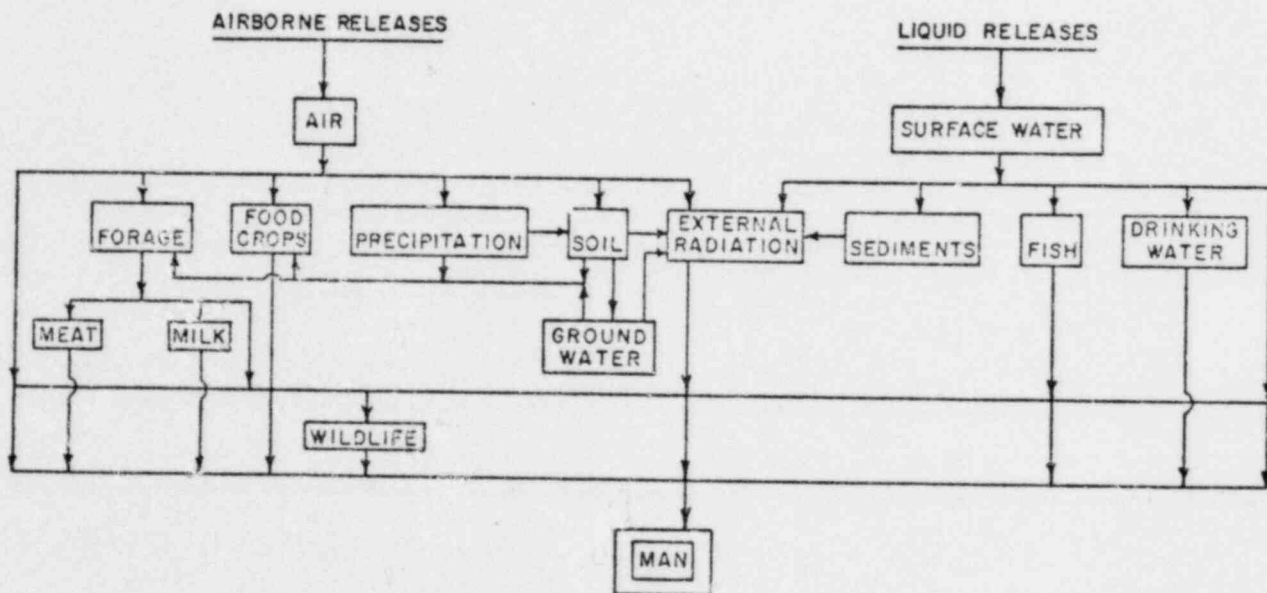 AIRBORNE RELEASES
LIQUID RELEASES
AIR
SURFACE WATER
FORAGE
FOOD
CROPS
PRECIPITATION
SOIL
EXTERNAL
RADIATION
SEDIMENTS
FISH
DRINKING
WATER
MEAT
MILK
GROUND
WATER
WILDLIFE
MAN